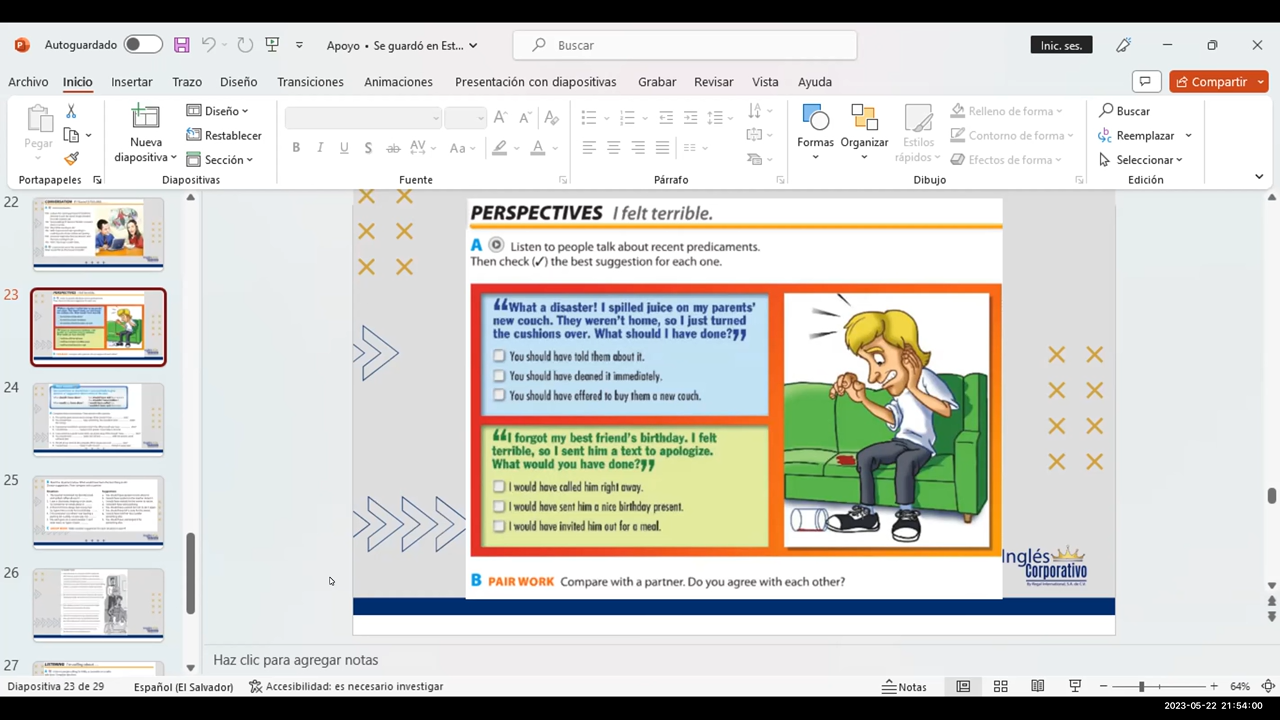 Autoguardado
Apoyo • Se guardó en Est...
Buscar
Inic. ses.
Archivo
Inicio
Insertar
Trazo
Diseño
Transiciones
Animaciones
Presentación con diapositivas
Grabar
Revisar
Vista
Ayuda
Compartir
Pegar
Nueva
diapositiva
Diseño
Restablecer
Sección
N K S S ab AV Aa A
Formas
Organizar
Estilos
rápidos
Relleno de forma
Contorno de forma
Efectos de forma
Buscar
Reemplazar
Seleccionar
Portapapeles
Diapositivas
Fuente
Párrafo
Dibujo
Edición
22
23
24
25
26
27
PERSPECTIVES I felt terrible.
A Listen to people talk about recent predicaments.
Then check (✓) the best suggestion for each one.
“What a disaster! I spilled juice on my parents'
new couch. They weren't home, so I just turned
the cushions over. What should I have done?”
You should have told them about it.
You should have cleaned it immediately.
You should have offered to buy them a new couch.
“I forgot my best friend's birthday. I felt
terrible, so I sent him a text to apologize.
What would you have done?”
I would have called him right away.
I would have sent him a nice birthday present.
I would have invited him out for a meal.
B PAIR WORK Compare with a partner. Do you agree with each other?
Inglés
Corporativo
Haz clic para agregar notas
Diapositiva 23 de 29
Español (El Salvador)
Accesibilidad: es necesario investigar
Notas
64%
2023-05-22 21:54:00